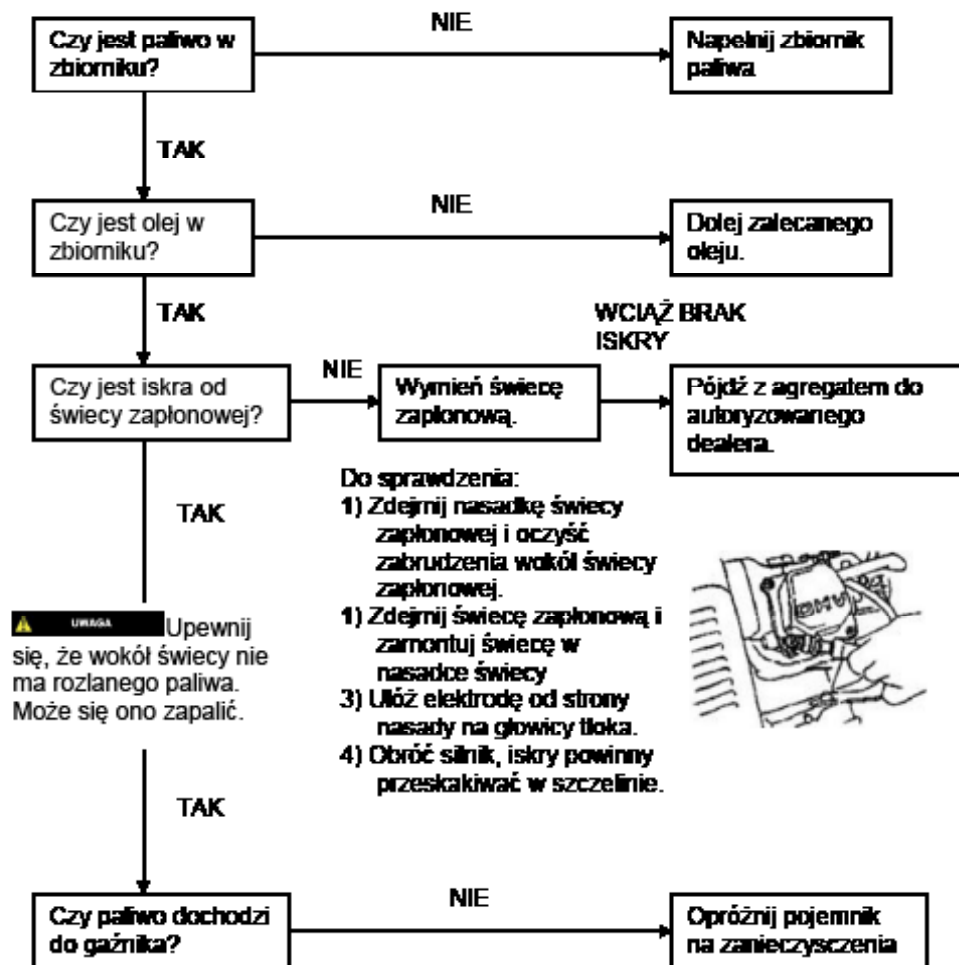 NIE
Czy jest paliwo w
zbiorniku?
Napełnij zbiornik
paliwa
TAK
Czy jest olej w
zbiorniku?
NIE
Dolej zalecanego
oleju.
TAK
WCIĄŻ BRAK
ISKRY
Czy jest iskra od
świecy zapłonowej?
NIE
Wymień świecę
zapłonową.
Pójdź z agregatem do
autoryzowanego
dealera.
TAK
Do sprawdzenia:
1) Zdejmij nasadkę świecy
zapłonowej i oczyść
zabrudzenia wokół świecy
zapłonowej.
1) Zdejmij świecę zapłonową i
zamontuj świecę w
nasadce świecy
3) Ułóż elektrodę od strony
nasady na głowicy tłoka.
4) Obróć silnik, iskry powinny
przeskakiwać w szczelinie.
OHV
UWAGA Upewnij
się, że wokół świecy nie
ma rozlanego paliwa.
Może się ono zapalić.
TAK
Czy paliwo dochodzi
do gaźnika?
NIE
Opróżnij pojemnik
na zanieczysczenia